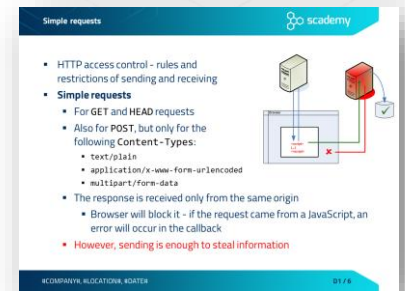 Simple requests
scademy
HTTP access control - rules and
restrictions of sending and receiving
Simple requests
For GET and HEAD requests
Also for POST, but only for the
following Content-Types:
text/plain
application/x-www-form-urlencoded
multipart/form-data
The response is received only from the same origin
Browser will block it - if the request came from a JavaScript, an
error will occur in the callback
However, sending is enough to steal information
#COMPANY#, #LOCATION#, #DATE#
D1 / 6